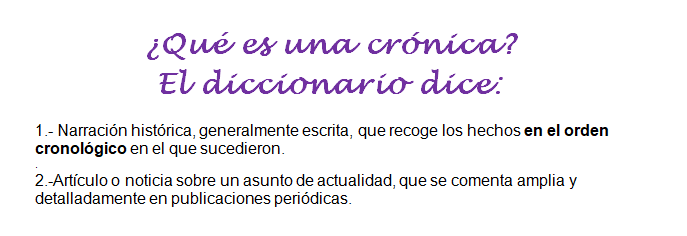 ¿Qué es una crónica?
El diccionario dice:
1.- Narración histórica, generalmente escrita, que recoge los hechos en el orden
cronológico en el que sucedieron.
.
2.-Artículo o noticia sobre un asunto de actualidad, que se comenta amplia y
detalladamente en publicaciones periódicas.